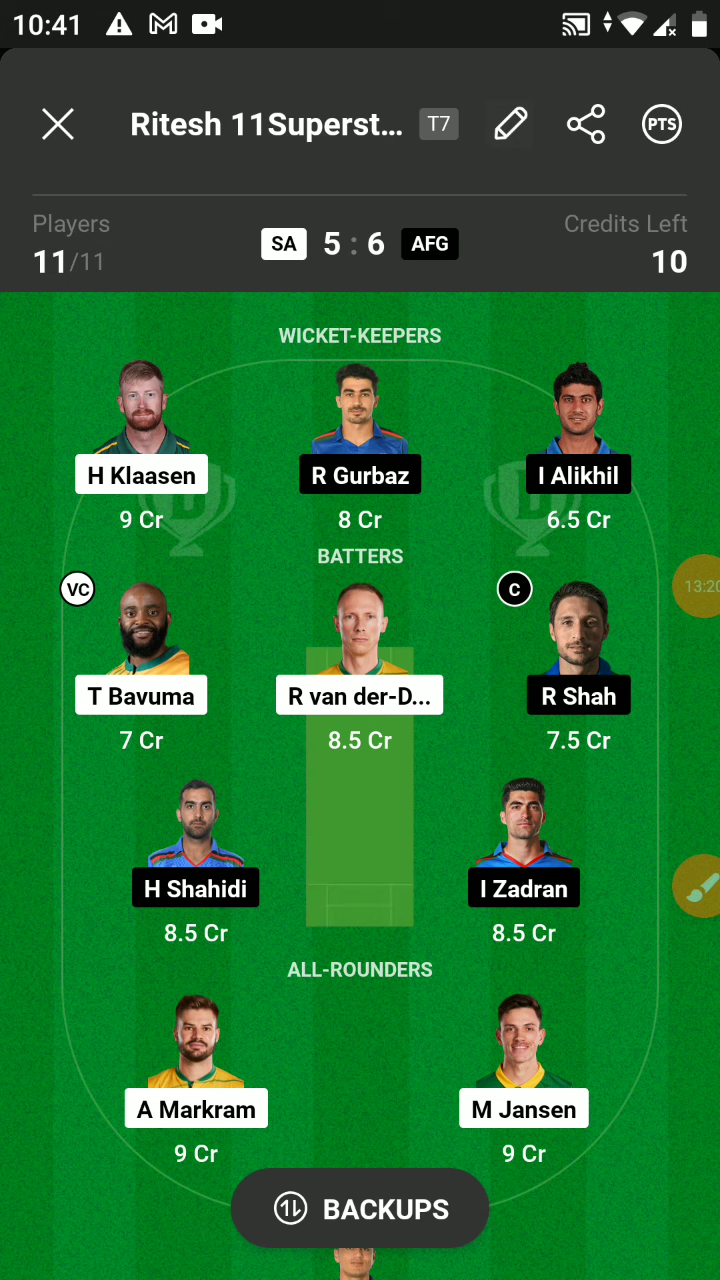 10:41
Ritesh 11Superst... T7 PTS
Players
11/11
SA 5 : 6 AFG
Credits Left
10
WICKET-KEEPERS
H Klaasen R Gurbaz I Alikhil
9 Cr 8 Cr 6.5 Cr
BATTERS
VC C
13:20
T Bavuma R van der-D... R Shah
7 Cr 8.5 Cr 7.5 Cr
H Shahidi I Zadran
8.5 Cr 8.5 Cr
ALL-ROUNDERS
A Markram M Jansen
9 Cr 9 Cr
BACKUPS